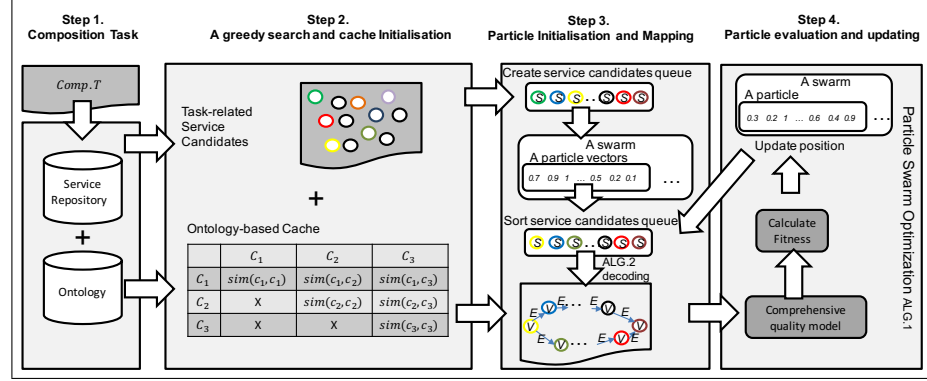 Step 1.
Composition Task
Step 2.
A greedy search and cache Initialisation
Step 3.
Particle Initialisation and Mapping
Step 4.
Particle evaluation and updating
Comp.T
Service
Repository
+
Ontology
Task-related
Service
Candidates
+
Ontology-based Cache
C₁ C₂ C₃
C₁ sim(c₁,c₁) sim(c₁,c₂) sim(c₁,c₃)
C₂ X sim(c₂,c₂) sim(c₂,c₃)
C₃ X X sim(c₃,c₃)
Create service candidates queue
S S S .. S S S
A swarm
A particle vectors
0.7 0.9 1 ... 0.5 0.2 0.1 ...
Sort service candidates queue
S S S .. S S S
ALG.2
decoding
E V E ... V E
V V
E V ... V E
E
A swarm
A particle
0.3 0.2 1 ... 0.6 0.4 0.9 ...
Update position
Calculate
Fitness
Comprehensive
quality model
Particle Swarm Optimization ALG.1